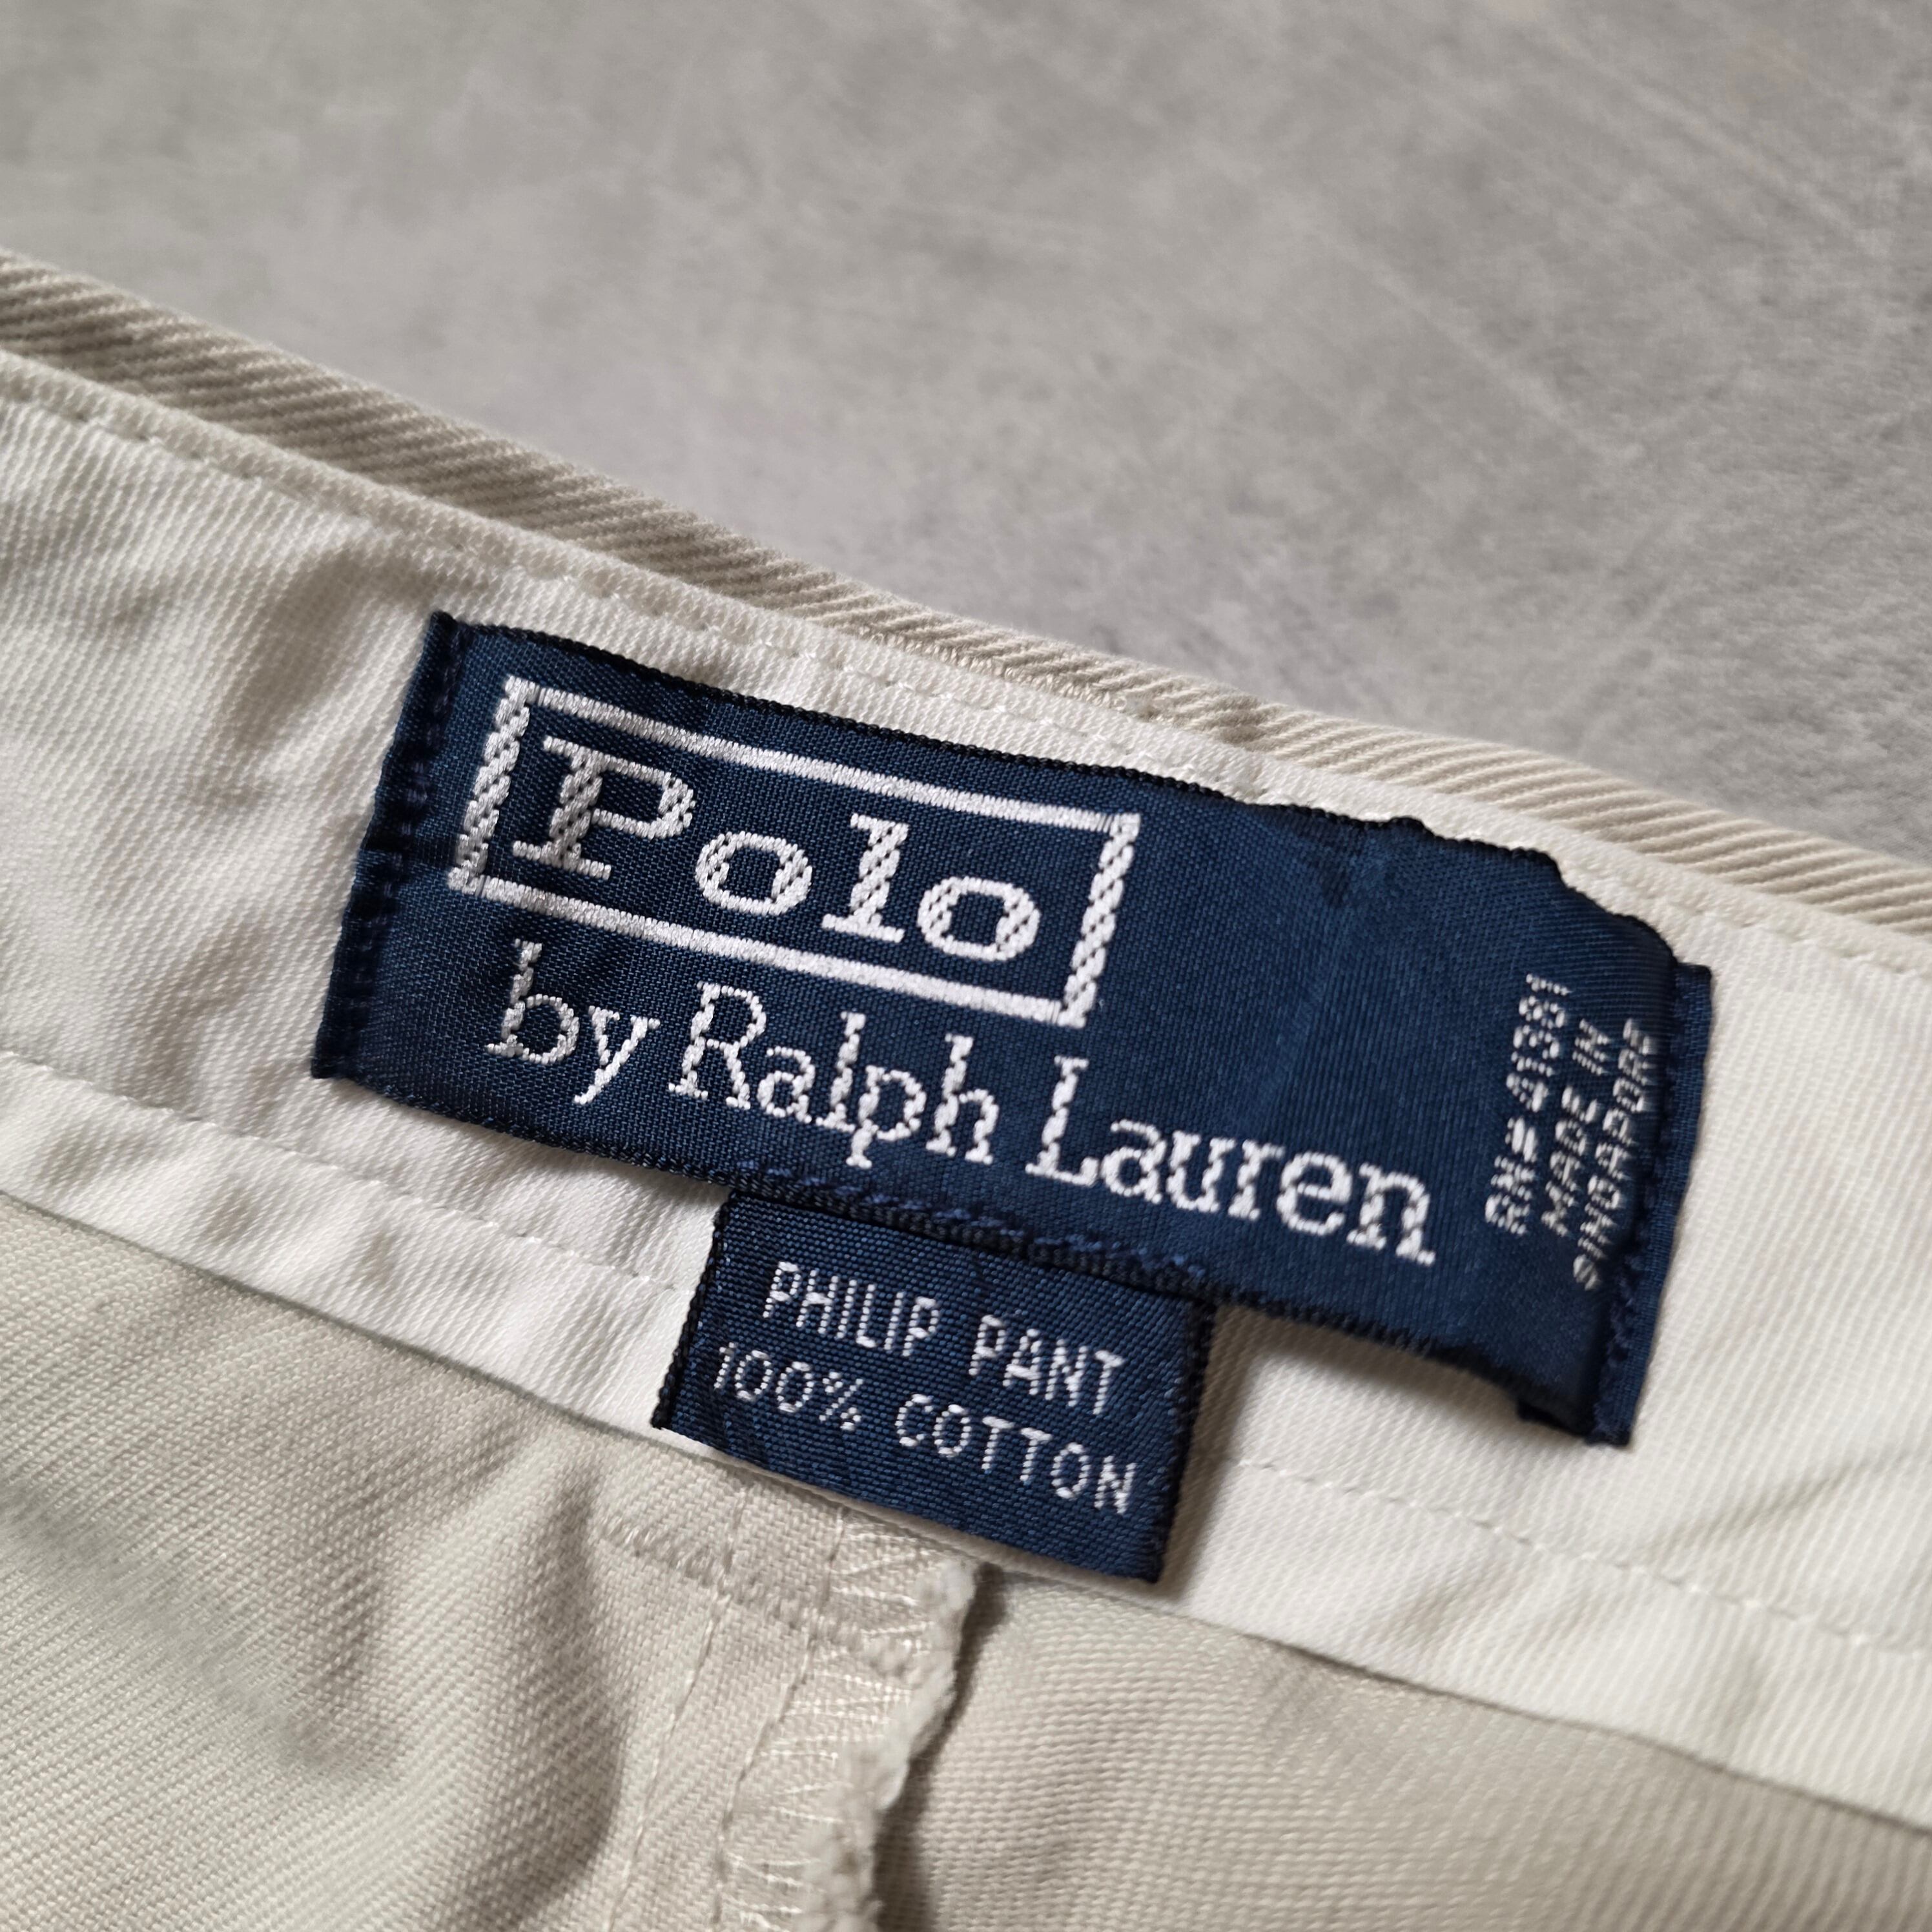 Polo
by Ralph Lauren
RN# 41381
MADE IN
SINGAPORE
PHILIP PANT
100% COTTON